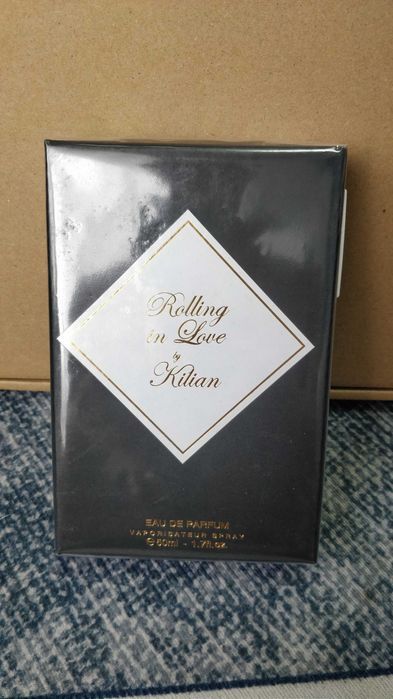 Rolling
in Love
by
Kilian
EAU DE PARFUM
VAPORISATEUR SPRAY
℮50ml - 1.7fl.oz.